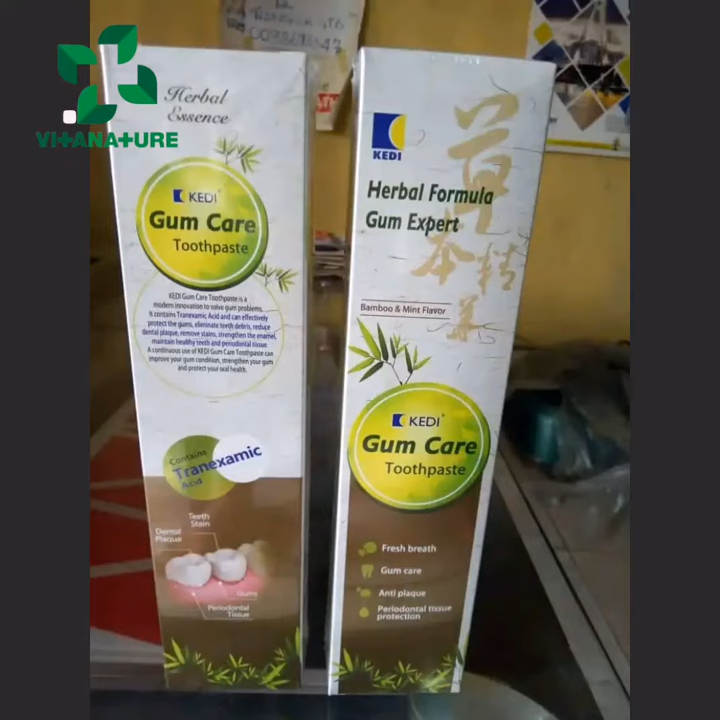 VI+ANA+URE
Herbal
Essence
KEDI
Gum Care
Toothpaste
KEDI Gum Care Toothpaste is a
modern innovation to solve gum problems.
It contains Tranexamic Acid and can effectively
protect the gums, eliminate teeth debris, reduce
dental plaque, remove stains, strengthen the enamel,
maintain healthy teeth and periodontal tissue.
A continuous use of KEDI Gum Care Toothpaste can
improve your gum condition, strengthen your gum
and protect your oral health.
Contains
Tranexamic
Acid
Teeth
Stain
Dental
Plaque
Gums
Periodontal
Tissue
KEDI
Herbal Formula
Gum Expert
草本精美
Bamboo & Mint Flavor
KEDI
Gum Care
Toothpaste
Fresh breath
Gum care
Anti plaque
Periodontal tissue
protection